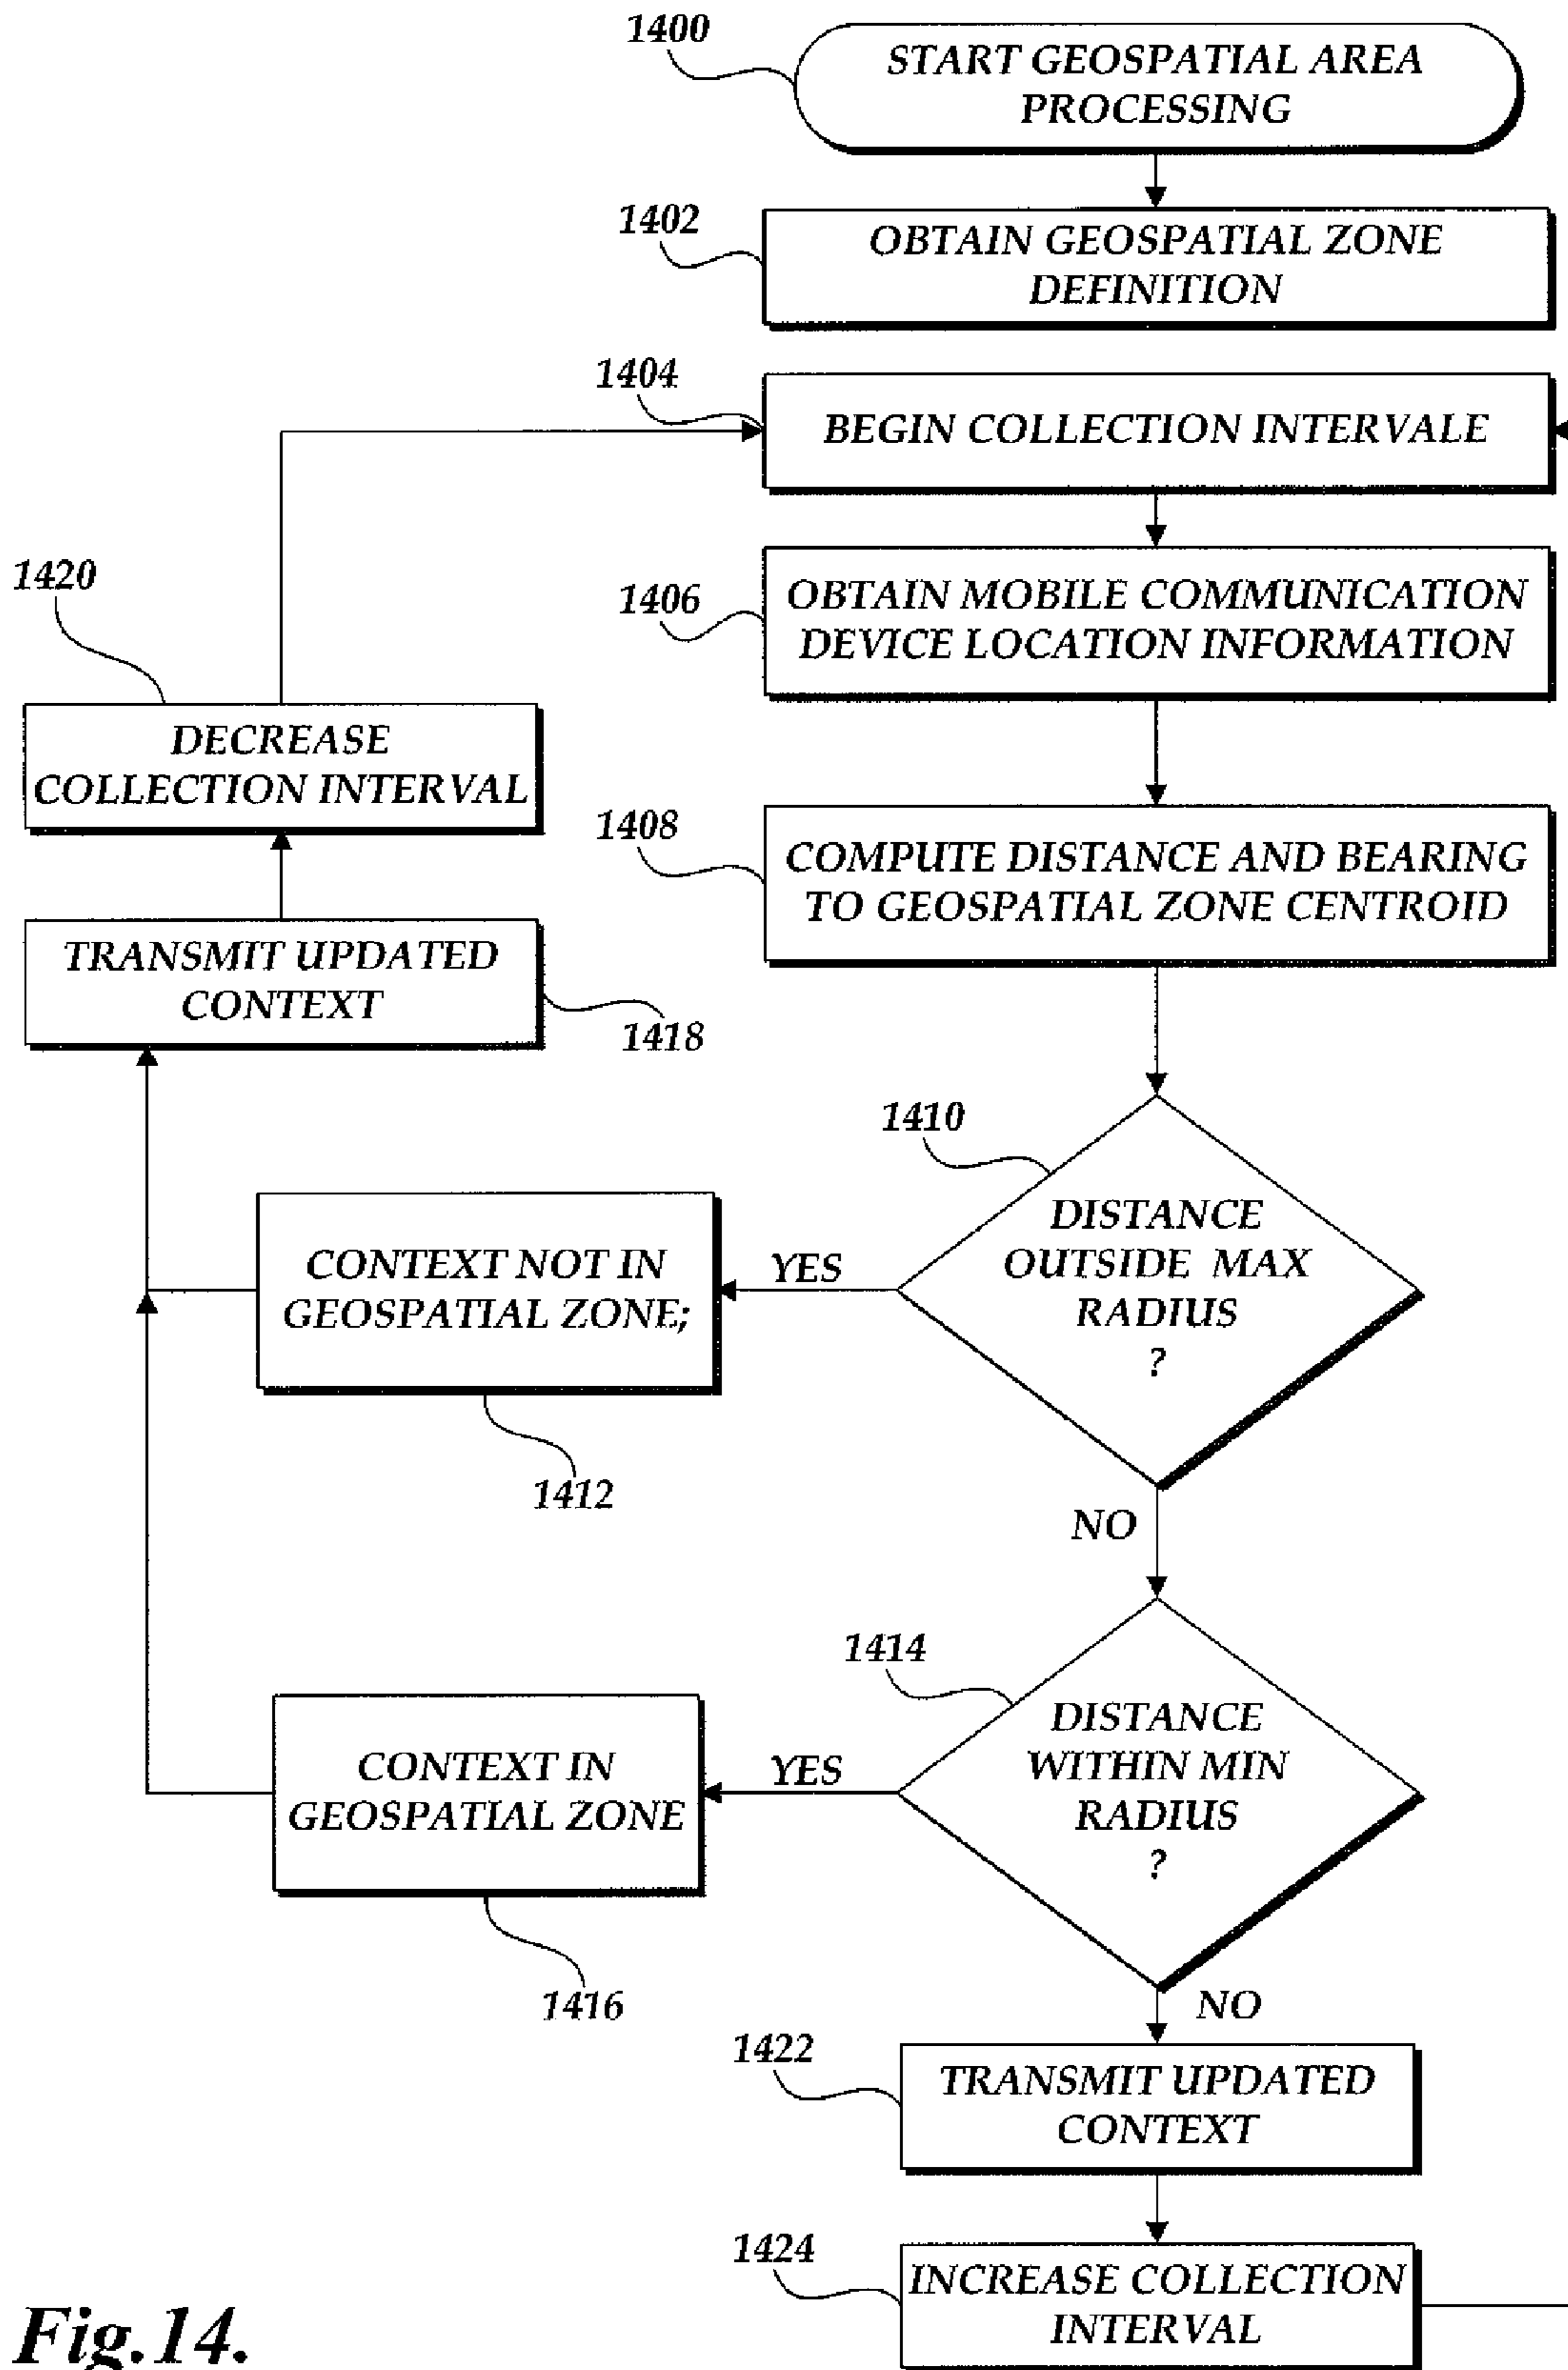 1400
START GEOSPATIAL AREA
PROCESSING
1402
OBTAIN GEOSPATIAL ZONE
DEFINITION
1404
BEGIN COLLECTION INTERVALE
1406
OBTAIN MOBILE COMMUNICATION
DEVICE LOCATION INFORMATION
1420
DECREASE
COLLECTION INTERVAL
1408
COMPUTE DISTANCE AND BEARING
TO GEOSPATIAL ZONE CENTROID
TRANSMIT UPDATED
CONTEXT
1418
1410
DISTANCE
OUTSIDE MAX
RADIUS
?
YES
CONTEXT NOT IN
GEOSPATIAL ZONE;
1412
NO
1414
DISTANCE
WITHIN MIN
RADIUS
?
YES
CONTEXT IN
GEOSPATIAL ZONE
1416
NO
1422
TRANSMIT UPDATED
CONTEXT
1424
INCREASE COLLECTION
INTERVAL
Fig.14.